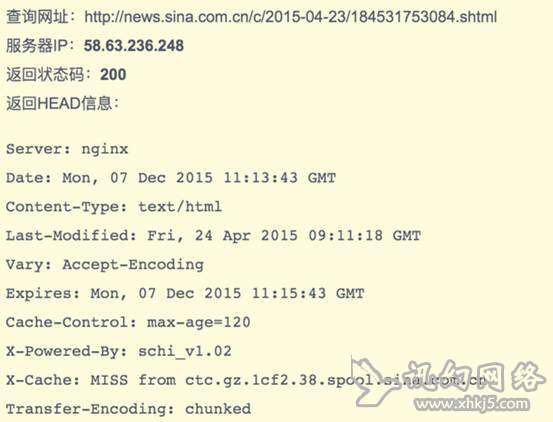 查询网址：http://news.sina.com.cn/c/2015-04-23/184531753084.shtml
服务器IP：58.63.236.248
返回状态码：200
返回HEAD信息：
Server: nginx
Date: Mon, 07 Dec 2015 11:13:43 GMT
Content-Type: text/html
Last-Modified: Fri, 24 Apr 2015 09:11:18 GMT
Vary: Accept-Encoding
Expires: Mon, 07 Dec 2015 11:15:43 GMT
Cache-Control: max-age=120
X-Powered-By: schi_v1.02
X-Cache: MISS from ctc.gz.1cf2.38.spool.sina.com.cn
Transfer-Encoding: chunked
讯幻网络
www.xhkj5.com